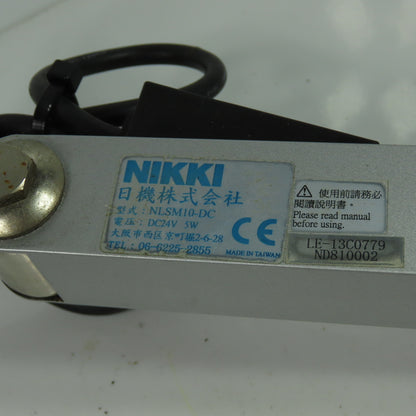 NIKKI
日機株式会社
型式：NLSM10-DC
電圧：DC24V 5W
大阪市西区京町堀2-6-28
TEL: 06-6225-2855
CE
MADE IN TAIWAN
使用前請務必
閱讀說明書。
Please read manual
before using.
LE-13C0779
ND810002